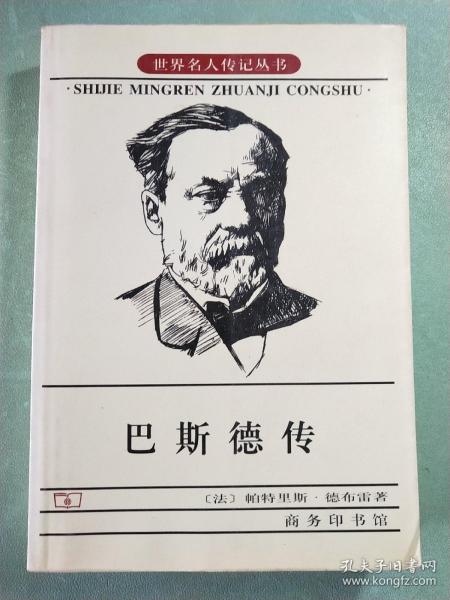 世界名人传记丛书
·SHIJIE MINGREN ZHUANJI CONGSHU·
巴斯德传
〔法〕帕特里斯·德布雷著
商务印书馆
孔夫子旧书网
www.kongfz.com